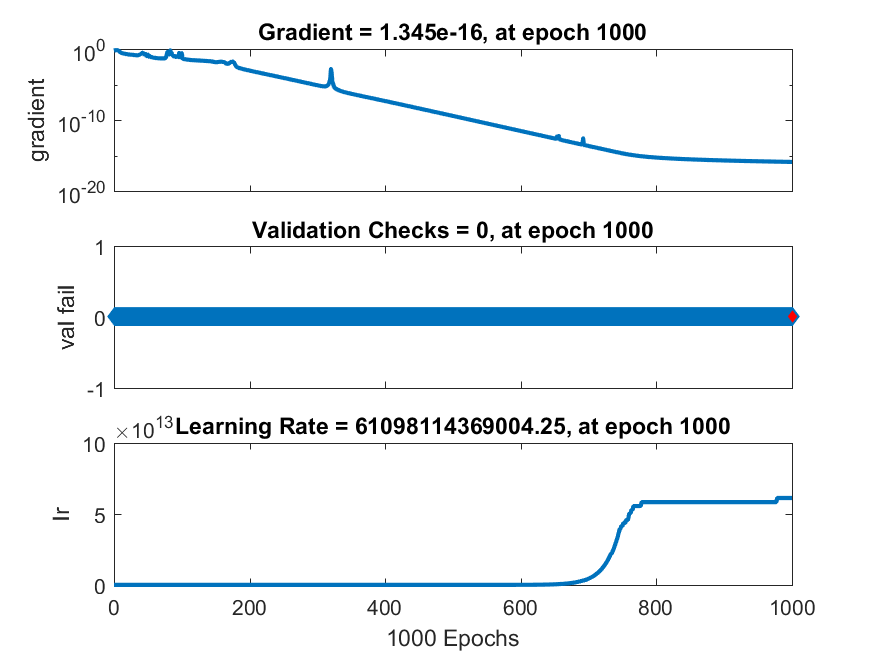 Gradient = 1.345e-16, at epoch 1000
10^0
10^-10
10^-20
gradient
Validation Checks = 0, at epoch 1000
1
0
-1
val fail
×10^13
Learning Rate = 61098114369004.25, at epoch 1000
10
5
0
lr
0 200 400 600 800 1000
1000 Epochs